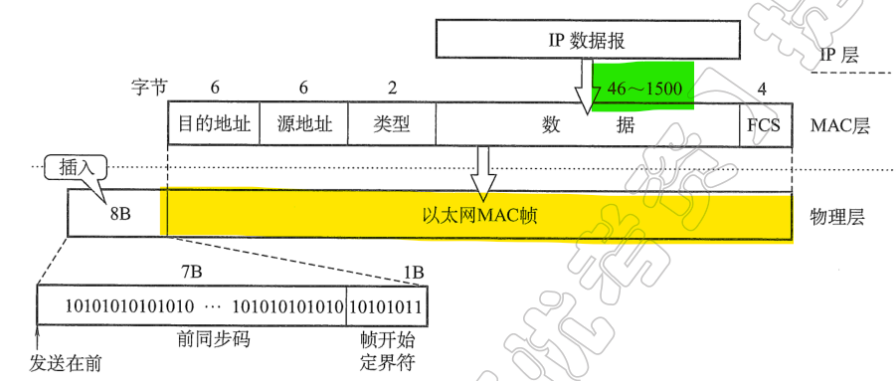 IP 数据报
IP 层
字节 6 6 2 46～1500 4
目的地址 源地址 类型 数 据 FCS MAC层
插入
8B 以太网MAC帧 物理层
7B 1B
10101010101010 … 101010101010 10101011
前同步码 帧开始
定界符
发送在前